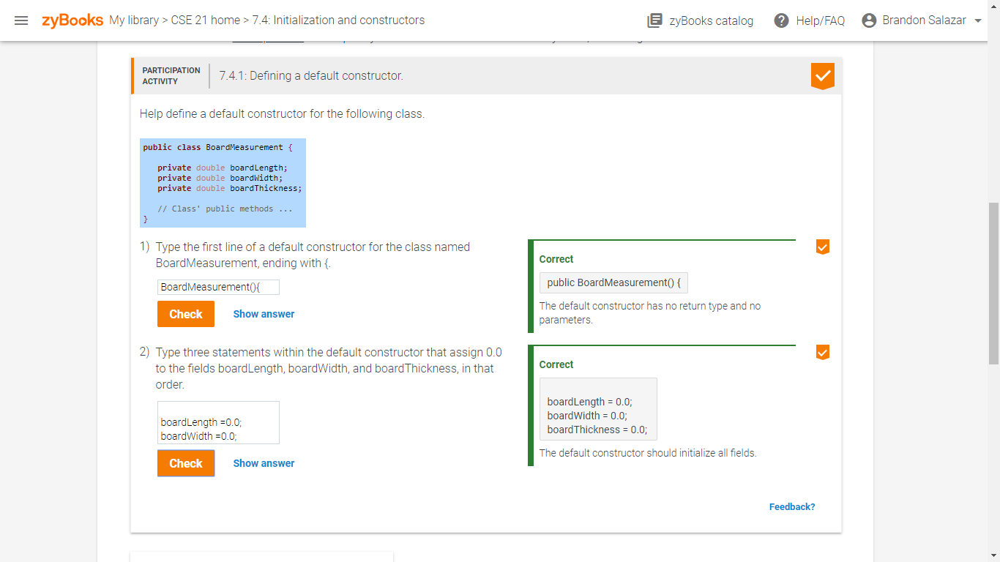 zyBooks My library > CSE 21 home > 7.4: Initialization and constructors
zyBooks catalog
Help/FAQ
Brandon Salazar
PARTICIPATION
ACTIVITY
7.4.1: Defining a default constructor.
Help define a default constructor for the following class.
public class BoardMeasurement {
private double boardLength;
private double boardWidth;
private double boardThickness;
// Class' public methods ...
}
1) Type the first line of a default constructor for the class named
BoardMeasurement, ending with {.
BoardMeasurement(){
Check
Show answer
Correct
public BoardMeasurement() {
The default constructor has no return type and no
parameters.
2) Type three statements within the default constructor that assign 0.0
to the fields boardLength, boardWidth, and boardThickness, in that
order.
boardLength =0.0;
boardWidth =0.0;
Check
Show answer
Correct
boardLength = 0.0;
boardWidth = 0.0;
boardThickness = 0.0;
The default constructor should initialize all fields.
Feedback?